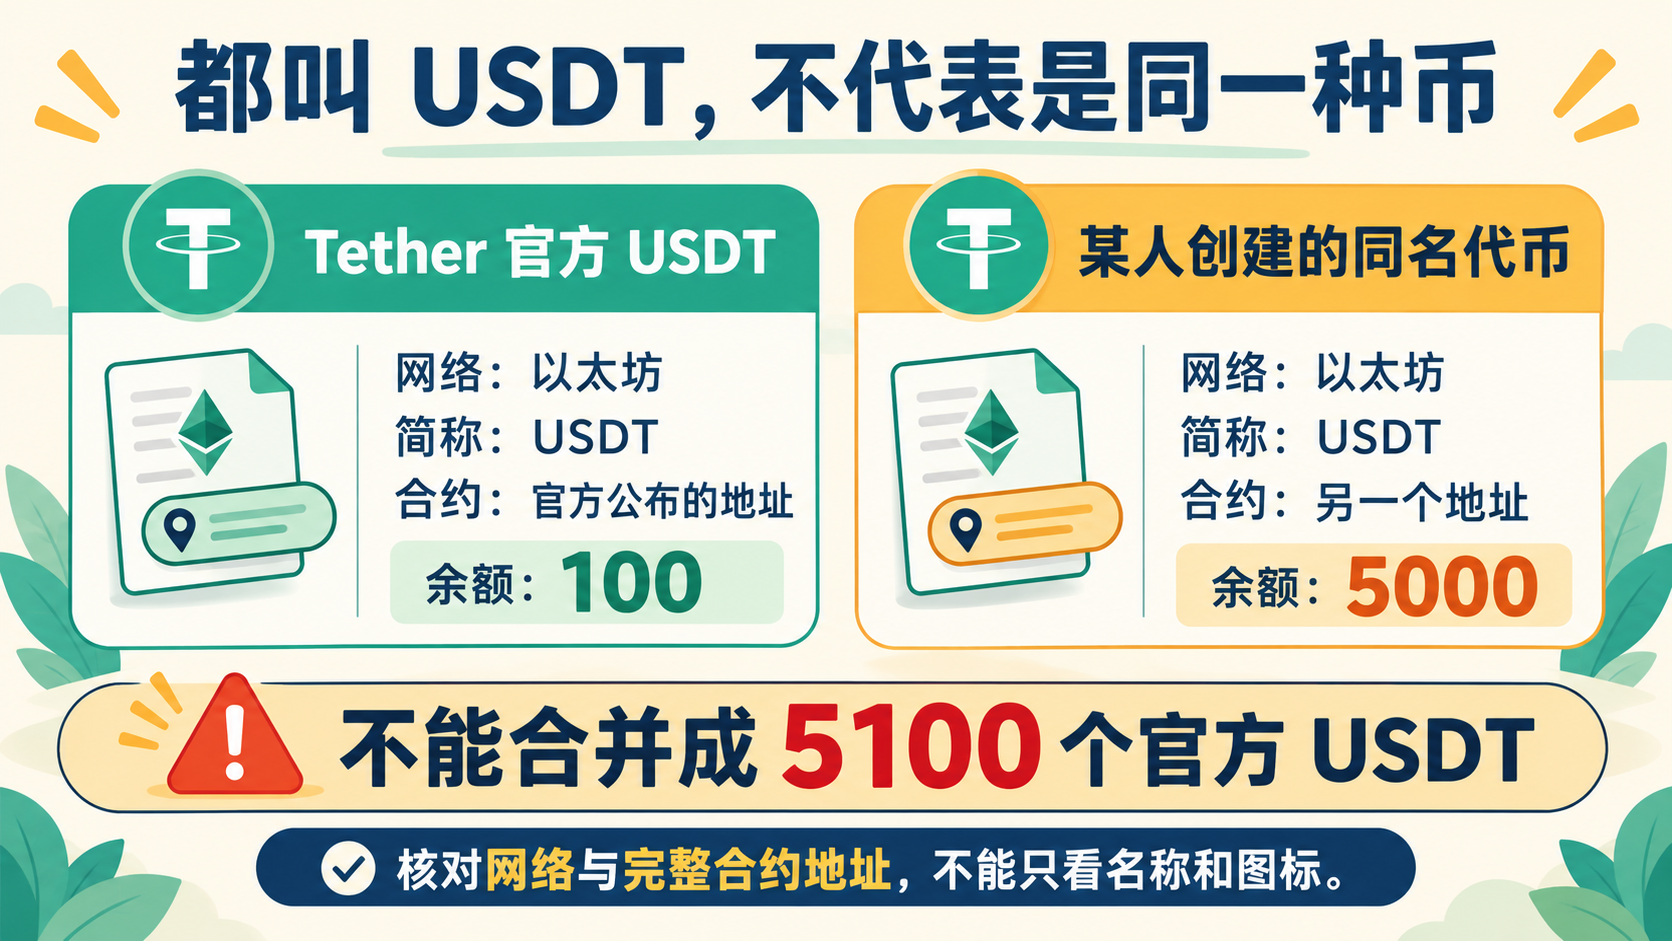 都叫 USDT，不代表是同一种币
Tether 官方 USDT
网络：以太坊
简称：USDT
合约：官方公布的地址
余额：100
某人创建的同名代币
网络：以太坊
简称：USDT
合约：另一个地址
余额：5000
不能合并成 5100 个官方 USDT
核对网络与完整合约地址，不能只看名称和图标。